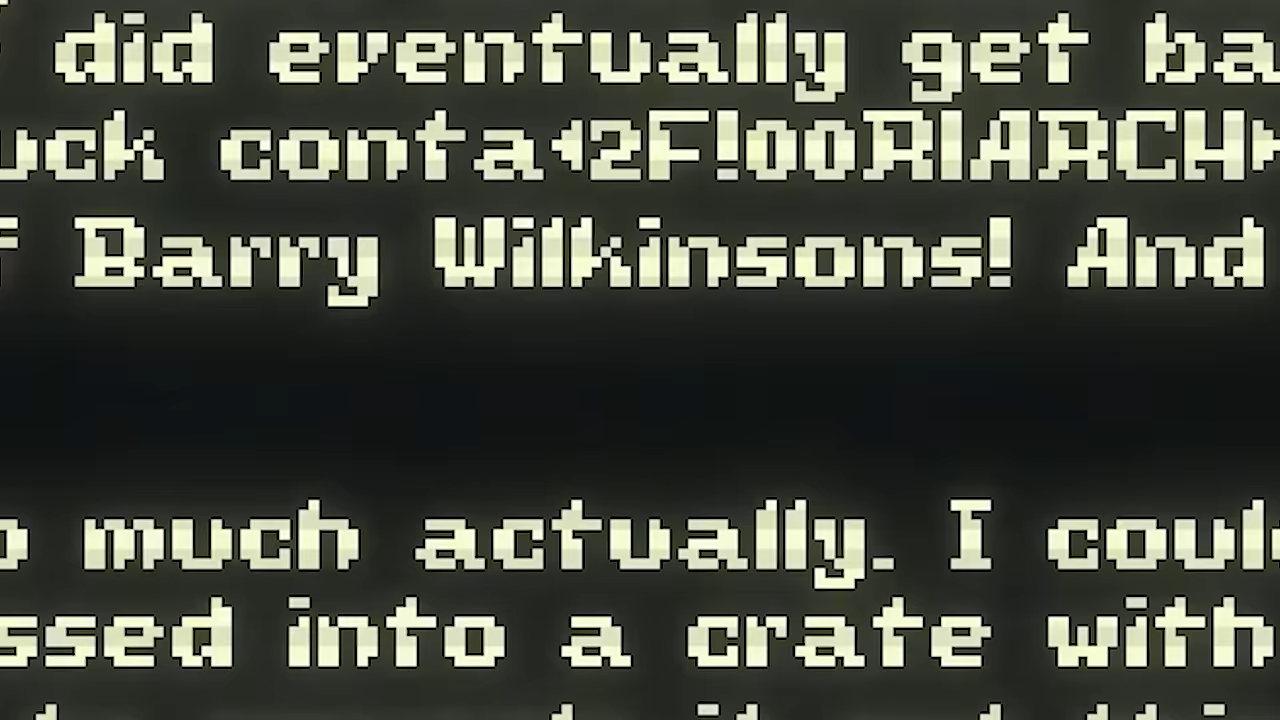 did eventually get ba
uck conta◂2F!00RIARCH▸
f Barry Wilkinsons! And
o much actually. I coul
ssed into a crate with